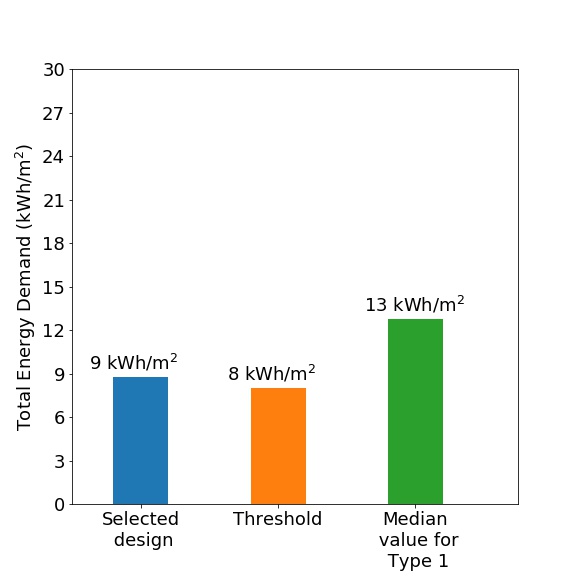 Total Energy Demand (kWh/m²)
30
27
24
21
18
15
12
9
6
3
0
9 kWh/m²
8 kWh/m²
13 kWh/m²
Selected
design
Threshold
Median
value for
Type 1